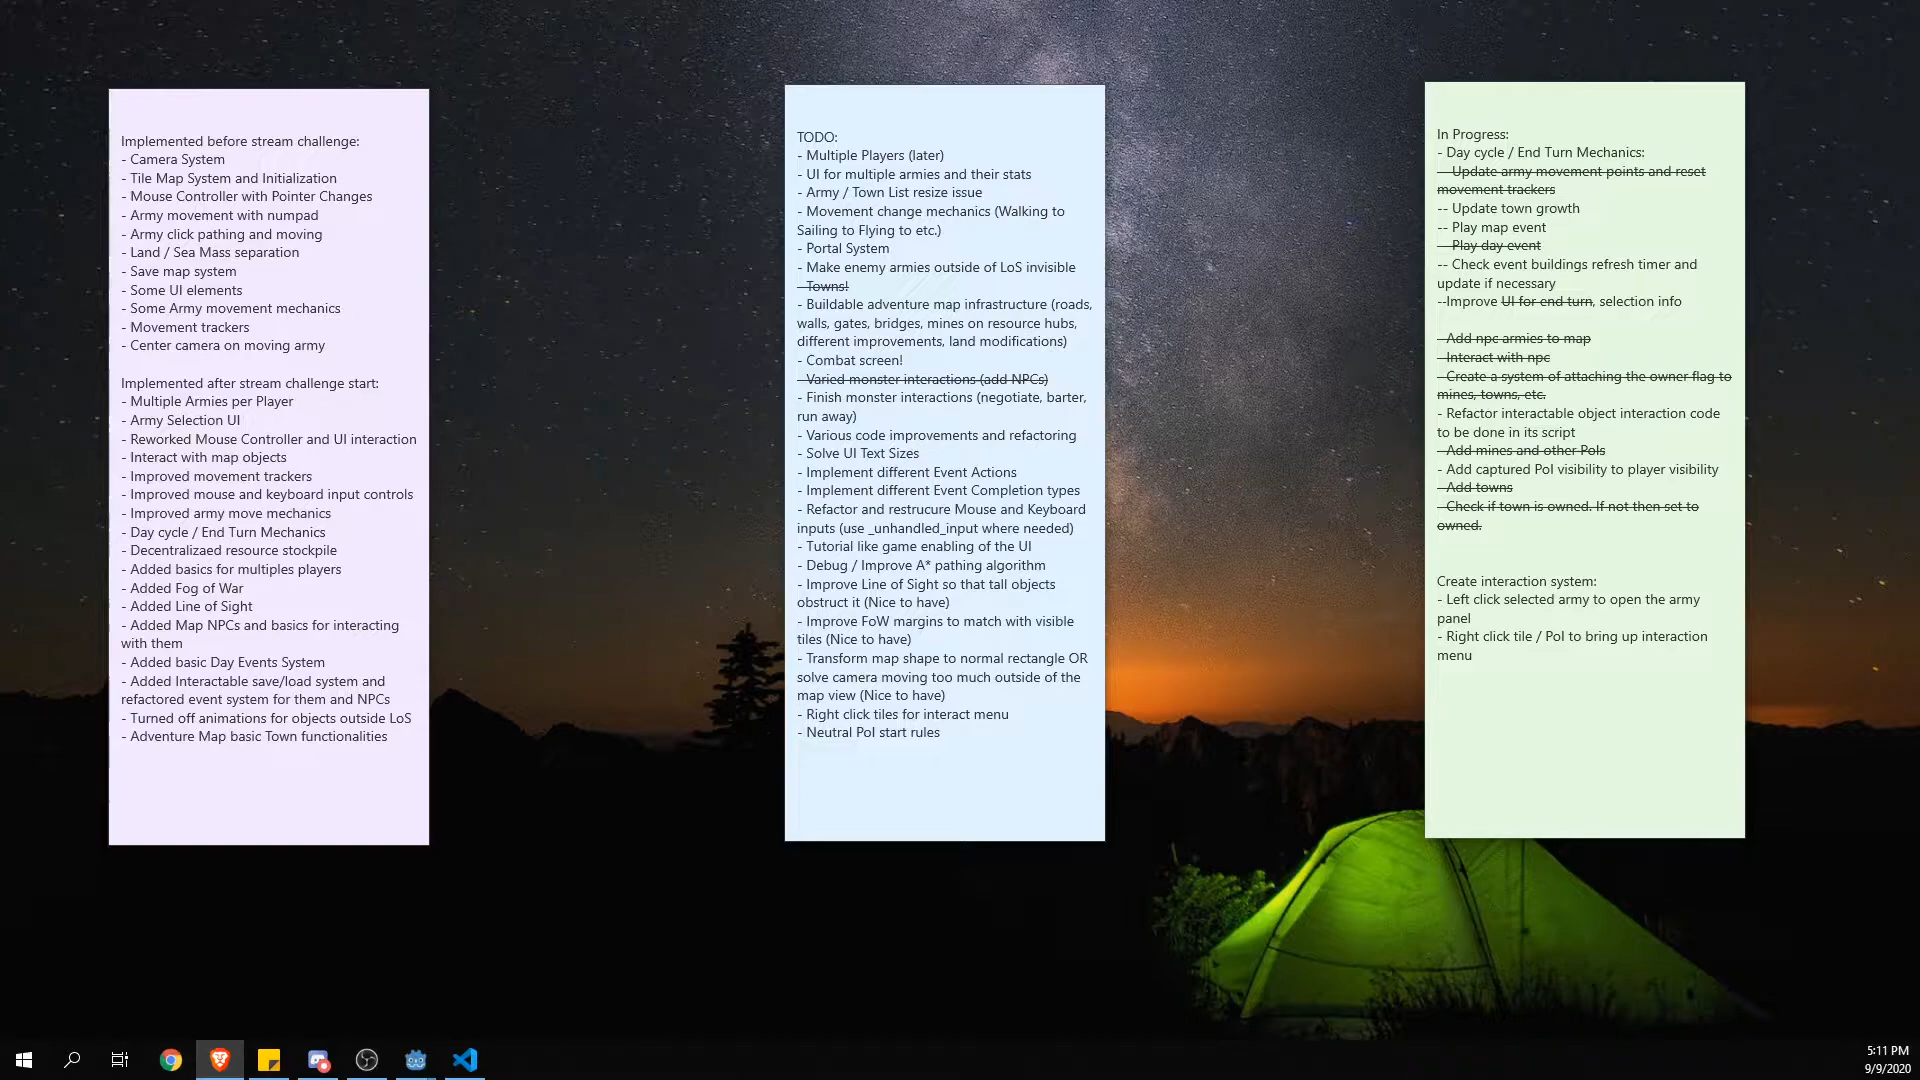 Implemented before stream challenge:
- Camera System
- Tile Map System and Initialization
- Mouse Controller with Pointer Changes
- Army movement with numpad
- Army click pathing and moving
- Land / Sea Mass separation
- Save map system
- Some UI elements
- Some Army movement mechanics
- Movement trackers
- Center camera on moving army
Implemented after stream challenge start:
- Multiple Armies per Player
- Army Selection UI
- Reworked Mouse Controller and UI interaction
- Interact with map objects
- Improved movement trackers
- Improved mouse and keyboard input controls
- Improved army move mechanics
- Day cycle / End Turn Mechanics
- Decentralizaed resource stockpile
- Added basics for multiples players
- Added Fog of War
- Added Line of Sight
- Added Map NPCs and basics for interacting
with them
- Added basic Day Events System
- Added Interactable save/load system and
refactored event system for them and NPCs
- Turned off animations for objects outside LoS
- Adventure Map basic Town functionalities
TODO:
- Multiple Players (later)
- UI for multiple armies and their stats
- Army / Town List resize issue
- Movement change mechanics (Walking to
Sailing to Flying to etc.)
- Portal System
- Make enemy armies outside of LoS invisible
- Towns!
- Buildable adventure map infrastructure (roads,
walls, gates, bridges, mines on resource hubs,
different improvements, land modifications)
- Combat screen!
- Varied monster interactions (add NPCs)
- Finish monster interactions (negotiate, barter,
run away)
- Various code improvements and refactoring
- Solve UI Text Sizes
- Implement different Event Actions
- Implement different Event Completion types
- Refactor and restrucure Mouse and Keyboard
inputs (use _unhandled_input where needed)
- Tutorial like game enabling of the UI
- Debug / Improve A* pathing algorithm
- Improve Line of Sight so that tall objects
obstruct it (Nice to have)
- Improve FoW margins to match with visible
tiles (Nice to have)
- Transform map shape to normal rectangle OR
solve camera moving too much outside of the
map view (Nice to have)
- Right click tiles for interact menu
- Neutral PoI start rules
In Progress:
- Day cycle / End Turn Mechanics:
-- Update army movement points and reset
movement trackers
-- Update town growth
-- Play map event
-- Play day event
-- Check event buildings refresh timer and
update if necessary
--Improve UI for end turn, selection info
- Add npc armies to map
- Interact with npc
- Create a system of attaching the owner flag to
mines, towns, etc.
- Refactor interactable object interaction code
to be done in its script
- Add mines and other PoIs
- Add captured PoI visibility to player visibility
- Add towns
- Check if town is owned. If not then set to
owned.
Create interaction system:
- Left click selected army to open the army
panel
- Right click tile / PoI to bring up interaction
menu
5:11 PM
9/9/2020